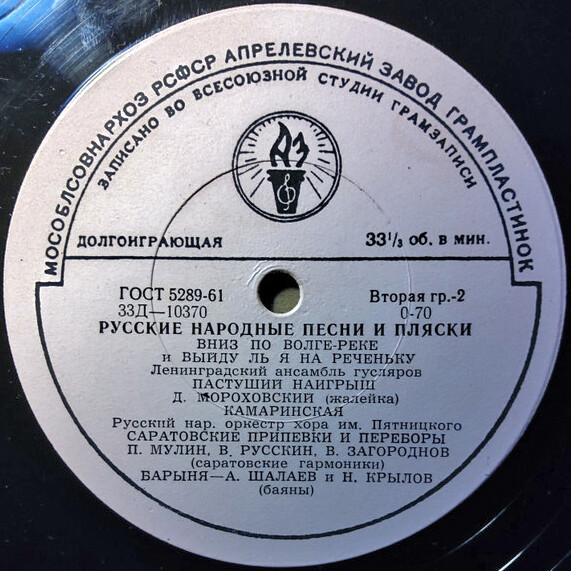 МОСОБЛСОВНАРХОЗ РСФСР АПРЕЛЕВСКИЙ ЗАВОД ГРАМПЛАСТИНОК
ЗАПИСАНО ВО ВСЕСОЮЗНОЙ СТУДИИ ГРАМЗАПИСИ
АЗ
ДОЛГОИГРАЮЩАЯ 33¹/₃ об. в мин.
ГОСТ 5289-61 Вторая гр.-2
33Д—10370 0-70
РУССКИЕ НАРОДНЫЕ ПЕСНИ И ПЛЯСКИ
ВНИЗ ПО ВОЛГЕ-РЕКЕ
и ВЫЙДУ ЛЬ Я НА РЕЧЕНЬКУ
Ленинградский ансамбль гусляров
ПАСТУШИЙ НАИГРЫШ
Д. МОРОХОВСКИЙ (жалейка)
КАМАРИНСКАЯ
Русский нар. оркестр хора им. Пятницкого
САРАТОВСКИЕ ПРИПЕВКИ И ПЕРЕБОРЫ
П. МУЛИН, В. РУССКИН, В. ЗАГОРОДНОВ
(саратовские гармоники)
БАРЫНЯ—А. ШАЛАЕВ и Н. КРЫЛОВ
(баяны)